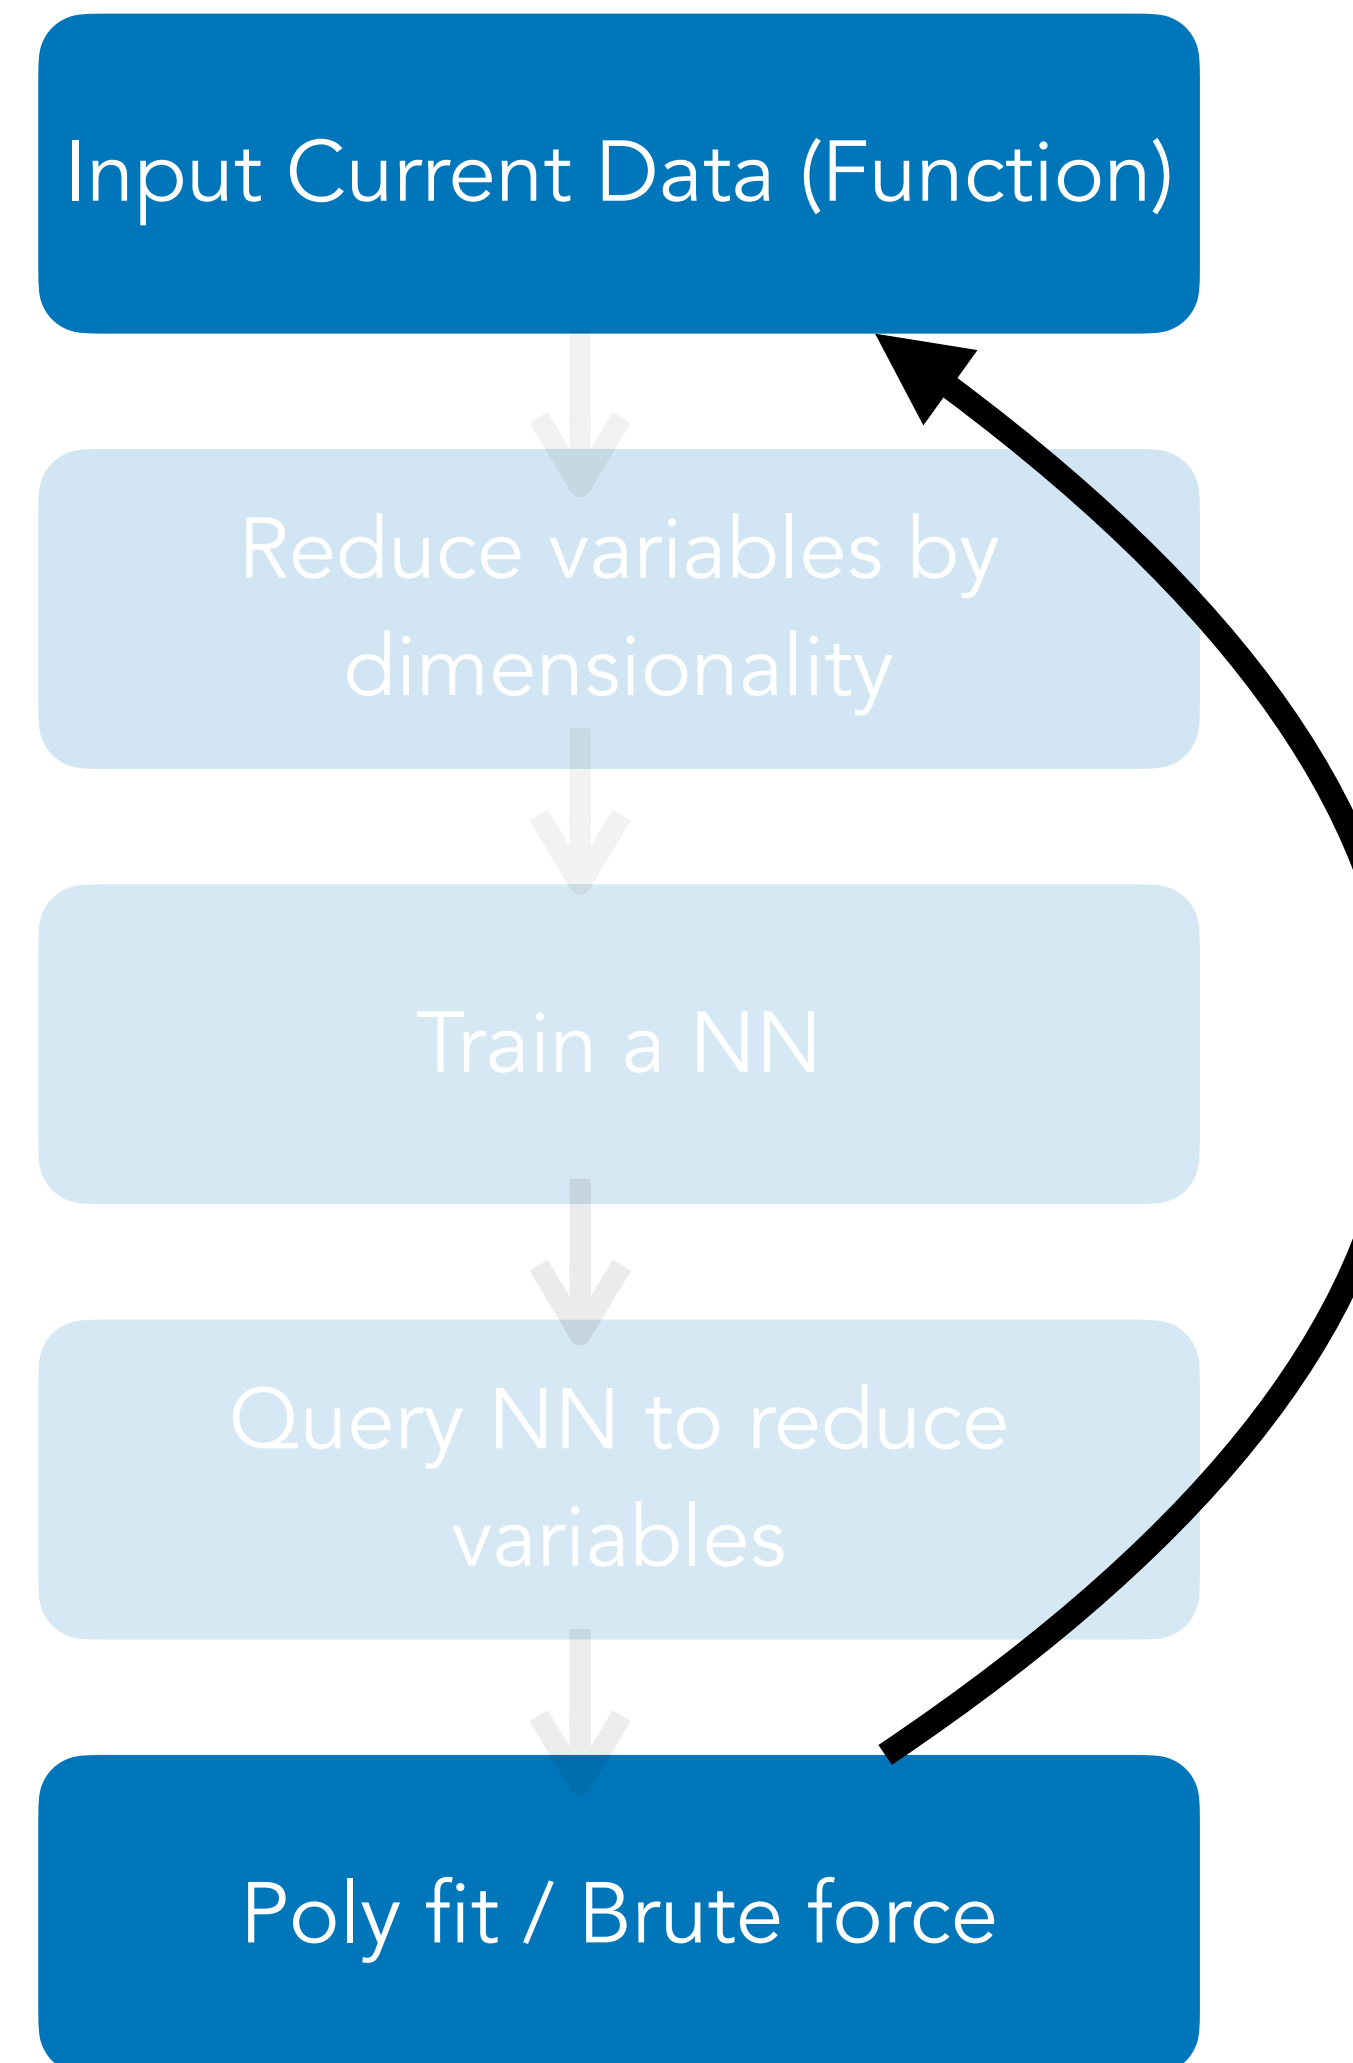 Input Current Data (Function)
Reduce variables by
dimensionality
Train a NN
Query NN to reduce
variables
Poly fit / Brute force